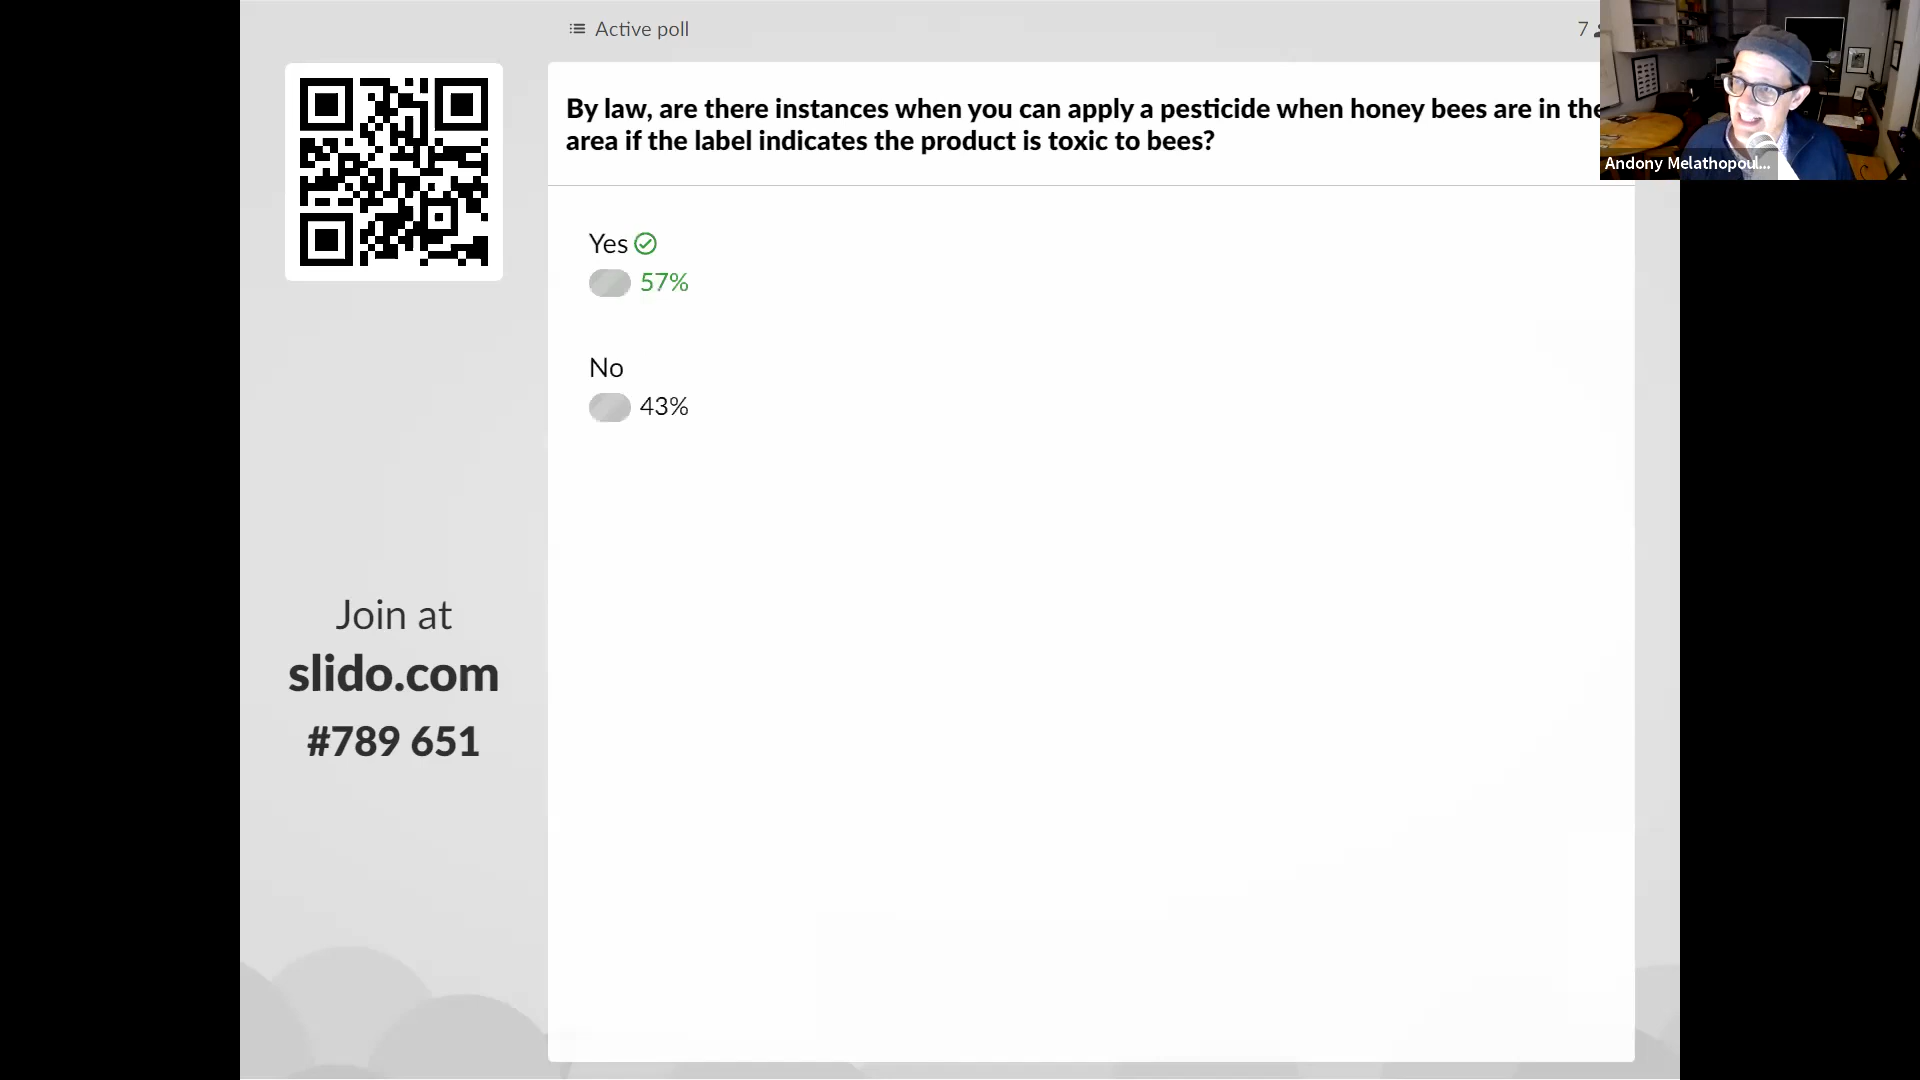 Active poll
7
By law, are there instances when you can apply a pesticide when honey bees are in the
area if the label indicates the product is toxic to bees?
Yes
57%
No
43%
Join at
slido.com
#789 651
Andony Melathopoul...